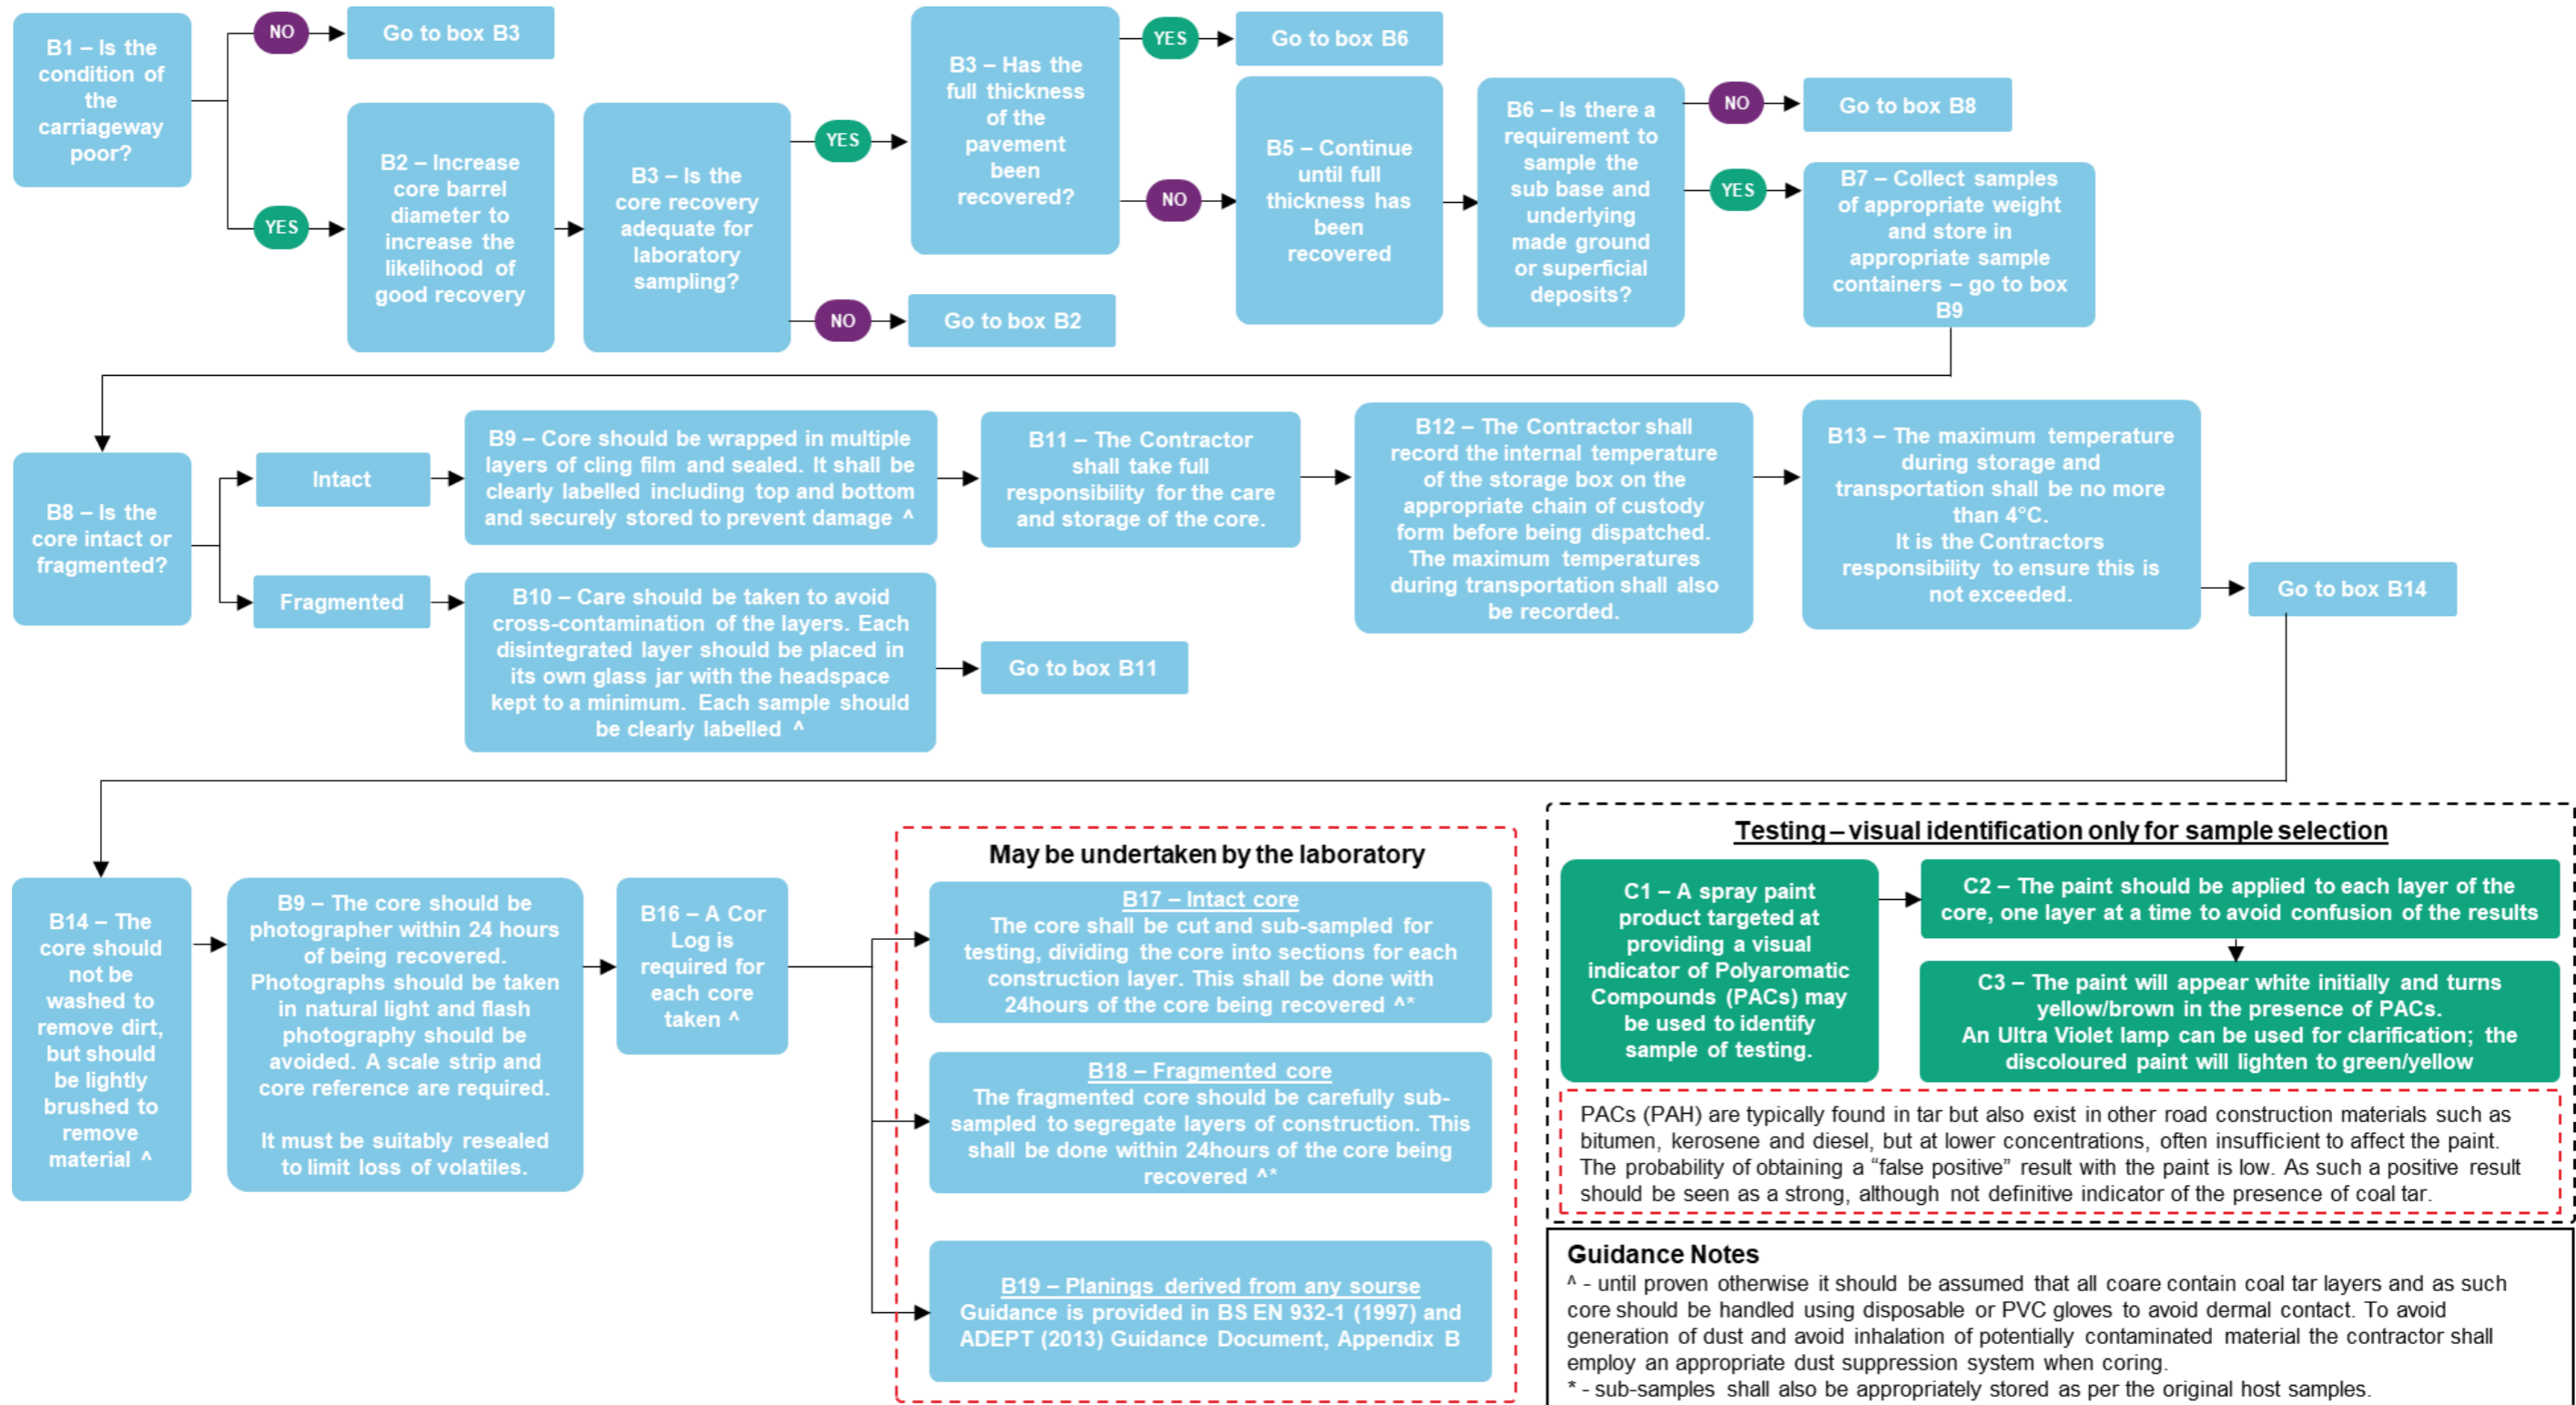 B1 – Is the
condition of
the
carriageway
poor?
NO
Go to box B3
YES
B2 – Increase
core barrel
diameter to
increase the
likelihood of
good recovery
B3 – Is the
core recovery
adequate for
laboratory
sampling?
YES
NO
Go to box B2
B3 – Has the
full thickness
of the
pavement
been
recovered?
YES
Go to box B6
NO
B5 – Continue
until full
thickness has
been
recovered
B6 – Is there a
requirement to
sample the
sub base and
underlying
made ground
or superficial
deposits?
NO
Go to box B8
YES
B7 – Collect samples
of appropriate weight
and store in
appropriate sample
containers – go to box
B9
B8 – Is the
core intact or
fragmented?
Intact
B9 – Core should be wrapped in multiple
layers of cling film and sealed. It shall be
clearly labelled including top and bottom
and securely stored to prevent damage ^
Fragmented
B10 – Care should be taken to avoid
cross-contamination of the layers. Each
disintegrated layer should be placed in
its own glass jar with the headspace
kept to a minimum. Each sample should
be clearly labelled ^
Go to box B11
B11 – The Contractor
shall take full
responsibility for the care
and storage of the core.
B12 – The Contractor shall
record the internal temperature
of the storage box on the
appropriate chain of custody
form before being dispatched.
The maximum temperatures
during transportation shall also
be recorded.
B13 – The maximum temperature
during storage and
transportation shall be no more
than 4°C.
It is the Contractors
responsibility to ensure this is
not exceeded.
Go to box B14
B14 – The
core should
not be
washed to
remove dirt,
but should
be lightly
brushed to
remove
material ^
B9 – The core should be
photographer within 24 hours
of being recovered.
Photographs should be taken
in natural light and flash
photography should be
avoided. A scale strip and
core reference are required.
It must be suitably resealed
to limit loss of volatiles.
B16 – A Cor
Log is
required for
each core
taken ^
May be undertaken by the laboratory
B17 – Intact core
The core shall be cut and sub-sampled for
testing, dividing the core into sections for each
construction layer. This shall be done with
24hours of the core being recovered ^*
B18 – Fragmented core
The fragmented core should be carefully sub-
sampled to segregate layers of construction. This
shall be done within 24hours of the core being
recovered ^*
B19 – Planings derived from any sourse
Guidance is provided in BS EN 932-1 (1997) and
ADEPT (2013) Guidance Document, Appendix B
Testing – visual identification only for sample selection
C1 – A spray paint
product targeted at
providing a visual
indicator of Polyaromatic
Compounds (PACs) may
be used to identify
sample of testing.
C2 – The paint should be applied to each layer of the
core, one layer at a time to avoid confusion of the results
C3 – The paint will appear white initially and turns
yellow/brown in the presence of PACs.
An Ultra Violet lamp can be used for clarification; the
discoloured paint will lighten to green/yellow
PACs (PAH) are typically found in tar but also exist in other road construction materials such as
bitumen, kerosene and diesel, but at lower concentrations, often insufficient to affect the paint.
The probability of obtaining a “false positive” result with the paint is low. As such a positive result
should be seen as a strong, although not definitive indicator of the presence of coal tar.
Guidance Notes
^ - until proven otherwise it should be assumed that all coare contain coal tar layers and as such
core should be handled using disposable or PVC gloves to avoid dermal contact. To avoid
generation of dust and avoid inhalation of potentially contaminated material the contractor shall
employ an appropriate dust suppression system when coring.
* - sub-samples shall also be appropriately stored as per the original host samples.